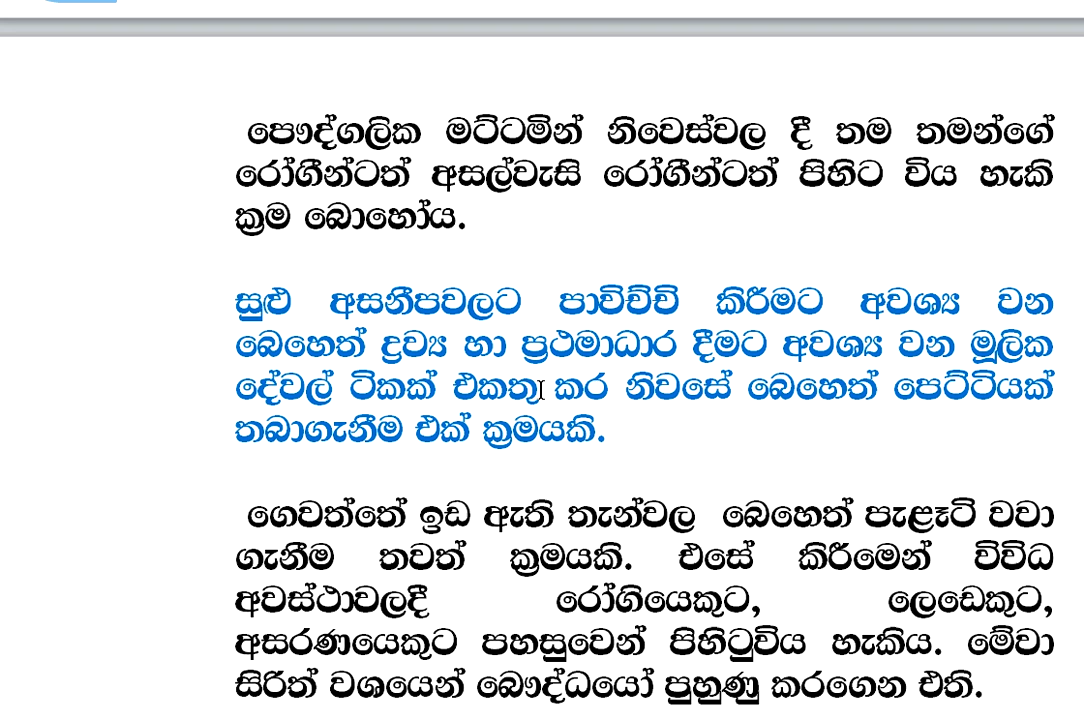 පෞද්ගලික මට්ටමින් නිවෙස්වල දී තම තමන්ගේ
රෝගීන්ටත් අසල්වැසි රෝගීන්ටත් පිහිට විය හැකි
ක්‍රම බොහෝය.
සුළු අසනීපවලට පාවිච්චි කිරීමට අවශ්‍ය වන
බෙහෙත් ද්‍රව්‍ය හා ප්‍රථමාධාර දීමට අවශ්‍ය වන මූලික
දේවල් ටිකක් එකතු කර නිවසේ බෙහෙත් පෙට්ටියක්
තබාගැනීම එක් ක්‍රමයකි.
ගෙවත්තේ ඉඩ ඇති තැන්වල බෙහෙත් පැළෑටි වවා
ගැනීම තවත් ක්‍රමයකි. එසේ කිරීමෙන් විවිධ
අවස්ථාවලදී රෝගියෙකුට, ලෙඩෙකුට,
අසරණයෙකුට පහසුවෙන් පිහිටුවිය හැකිය. මේවා
සිරිත් වශයෙන් බෞද්ධයෝ පුහුණු කරගෙන එති.